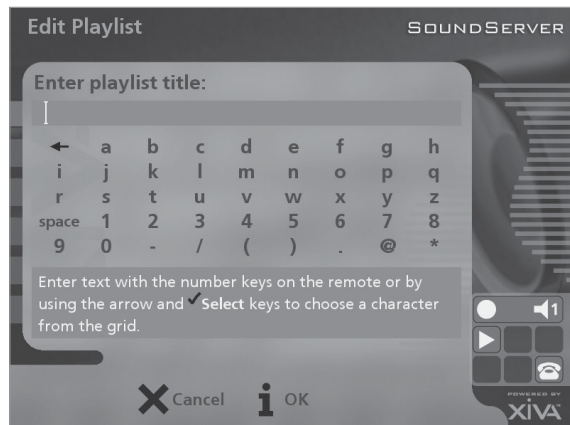 Edit Playlist
SOUNDSERVER
Enter playlist title:
a b c d e f g h
i j k l m n o p q
r s t u v w x y z
space 1 2 3 4 5 6 7 8
9 0 - / ( ) . @ *
Enter text with the number keys on the remote or by
using the arrow and ✓Select keys to choose a character
from the grid.
1
Cancel i OK
POWERED BY
XiVA